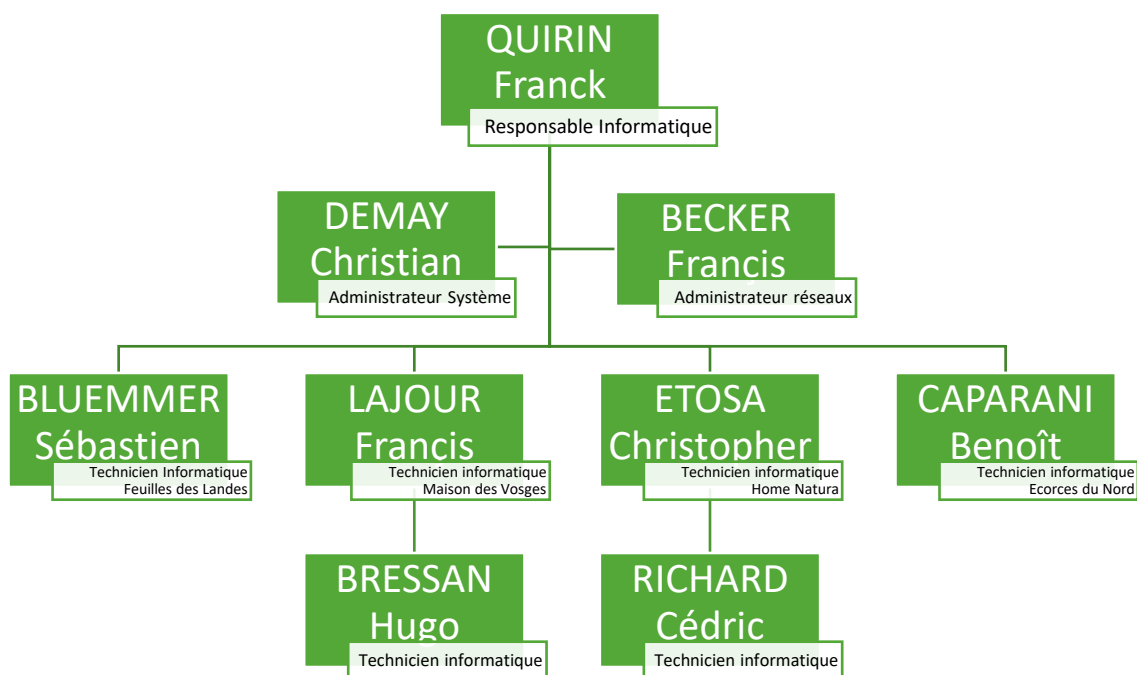 QUIRIN
Franck
Responsable Informatique
DEMAY
Christian
Administrateur Système
BECKER
Françis
Administrateur réseaux
BLUEMMER
Sébastien
Technicien Informatique
Feuilles des Landes
LAJOUR
Françis
Technicien informatique
Maison des Vosges
ETOSA
Christopher
Technicien informatique
Home Natura
CAPARANI
Benoît
Technicien informatique
Ecorces du Nord
BRESSAN
Hugo
Technicien informatique
RICHARD
Cédric
Technicien informatique